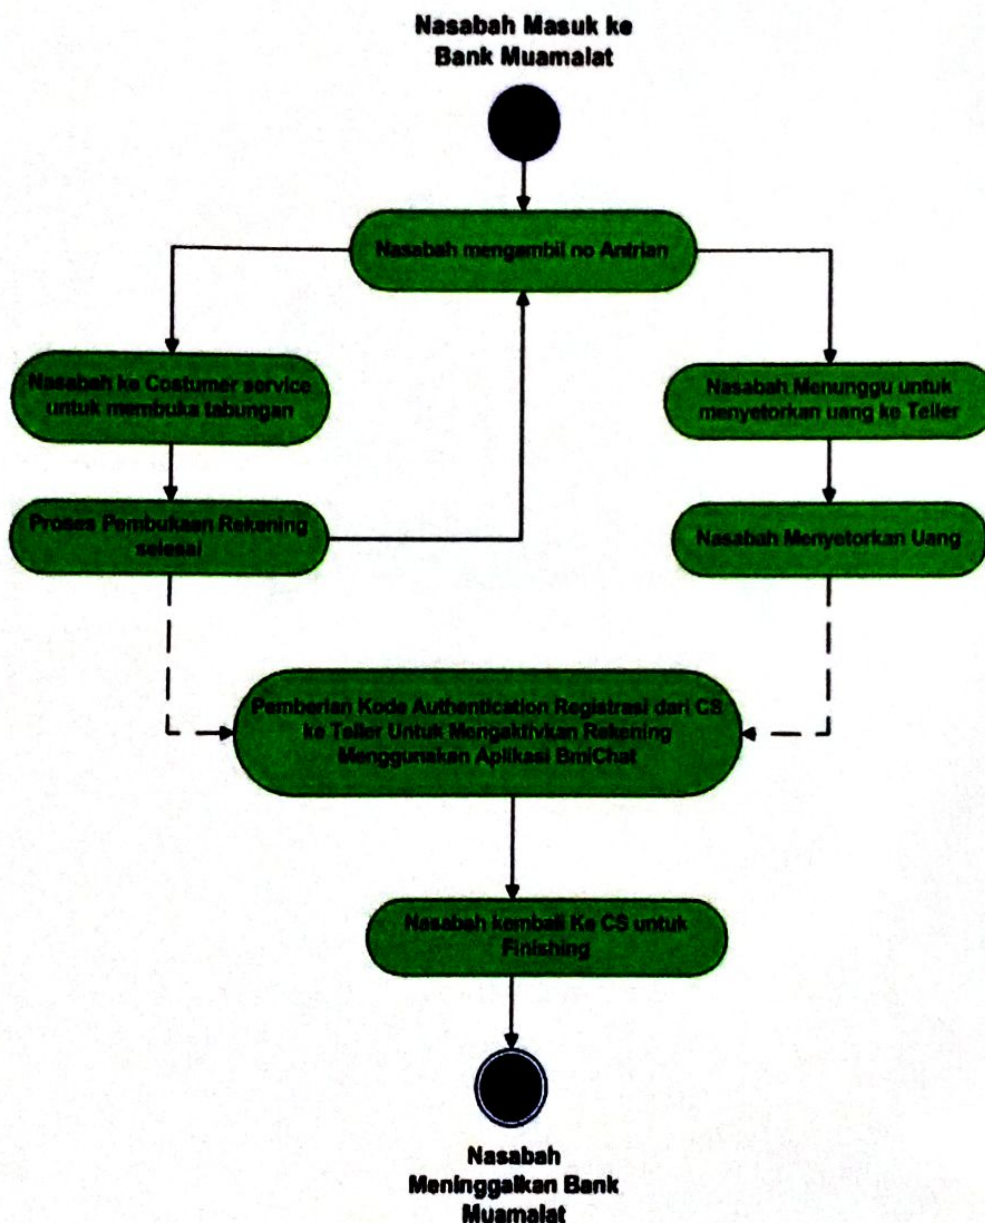 Nasabah Masuk ke
Bank Muamalat
Nasabah mengambil no Antrian
Nasabah ke Costumer service
untuk membuka tabungan
Nasabah Menunggu untuk
menyetorkan uang ke Teller
Proses Pembukaan Rekening
selesai
Nasabah Menyetorkan Uang
Pemberian Kode Authentication Registrasi dari CS
ke Teller Untuk Mengaktivkan Rekening
Menggunakan Aplikasi BmiChat
Nasabah kembali Ke CS untuk
Finishing
Nasabah
Meninggalkan Bank
Muamalat